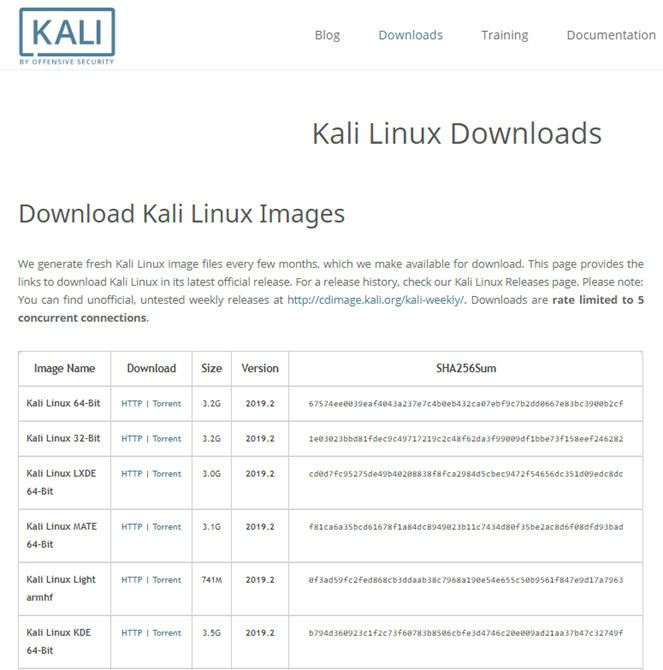 KALI
BY OFFENSIVE SECURITY
Blog Downloads Training Documentation
Kali Linux Downloads
Download Kali Linux Images
We generate fresh Kali Linux image files every few months, which we make available for download. This page provides the
links to download Kali Linux in its latest official release. For a release history, check our Kali Linux Releases page. Please note:
You can find unofficial, untested weekly releases at http://cdimage.kali.org/kali-weekly/. Downloads are rate limited to 5
concurrent connections.
Image Name Download Size Version SHA256Sum
Kali Linux 64-Bit HTTP | Torrent 3.2G 2019.2 67574ee0039eaf4043a237e7c4b0eb432ca07ebf9c7b2dd0667e83bc3900b2cf
Kali Linux 32-Bit HTTP | Torrent 3.2G 2019.2 1e03023bbd81fdec9c49717219c2c48f62da3f99009df1bbe73f158eef246282
Kali Linux LXDE HTTP | Torrent 3.0G 2019.2 cd0d7fc95275de49b40208838f8fca2984d5cbec9472f54656dc351d09edc8dc
64-Bit
Kali Linux MATE HTTP | Torrent 3.1G 2019.2 f81ca6a35bcd61678f1a84dc8949023b11c7434d80f35be2ac8d6f08dfd93bad
64-Bit
Kali Linux Light HTTP | Torrent 741M 2019.2 0f3ad59fc2fed868cb3ddaab38c7968a190e54e655c50b9561f847e9d17a7963
armhf
Kali Linux KDE HTTP | Torrent 3.5G 2019.2 b794d360923c1f2c73f60783b8506cbfe3d4746c20e009ad21aa37b47c32749f
64-Bit